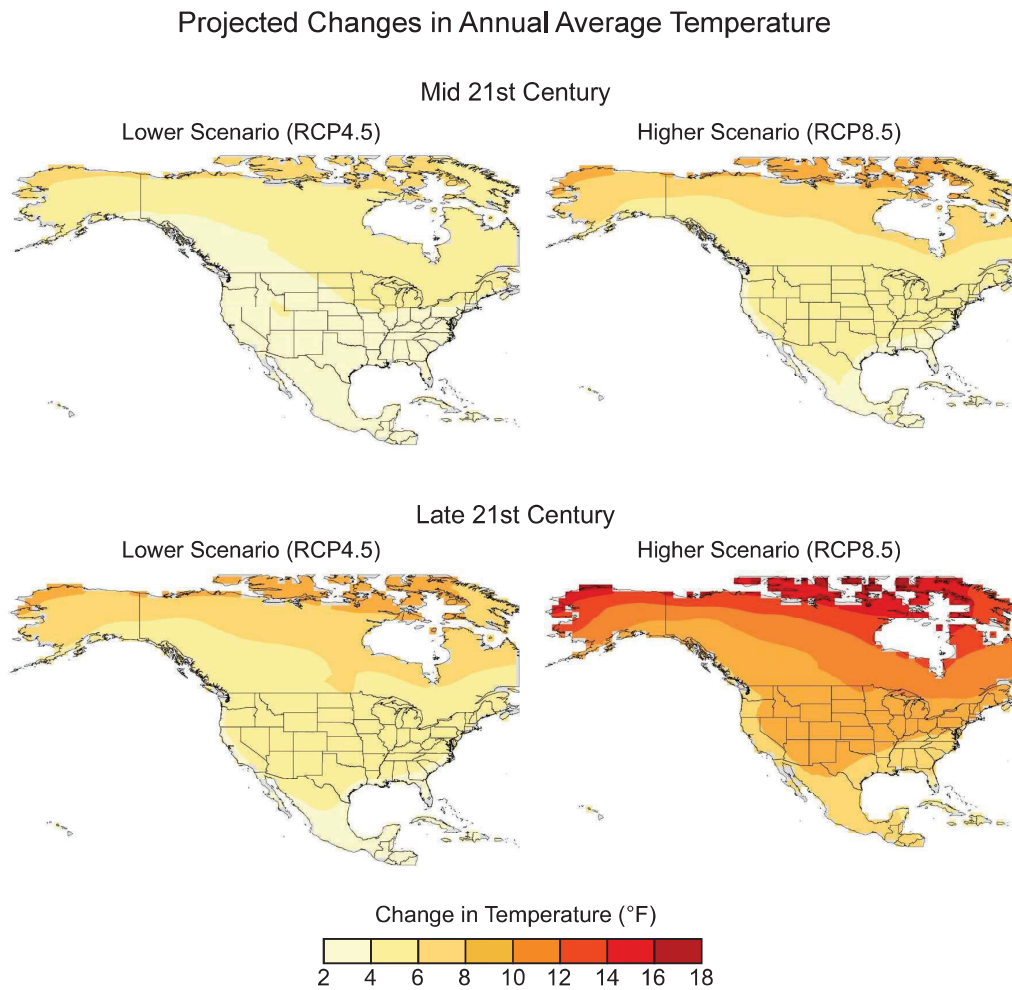 Projected Changes in Annual Average Temperature
Mid 21st Century
Lower Scenario (RCP4.5)
Higher Scenario (RCP8.5)
Late 21st Century
Lower Scenario (RCP4.5)
Higher Scenario (RCP8.5)
Change in Temperature (°F)
2 4 6 8 10 12 14 16 18